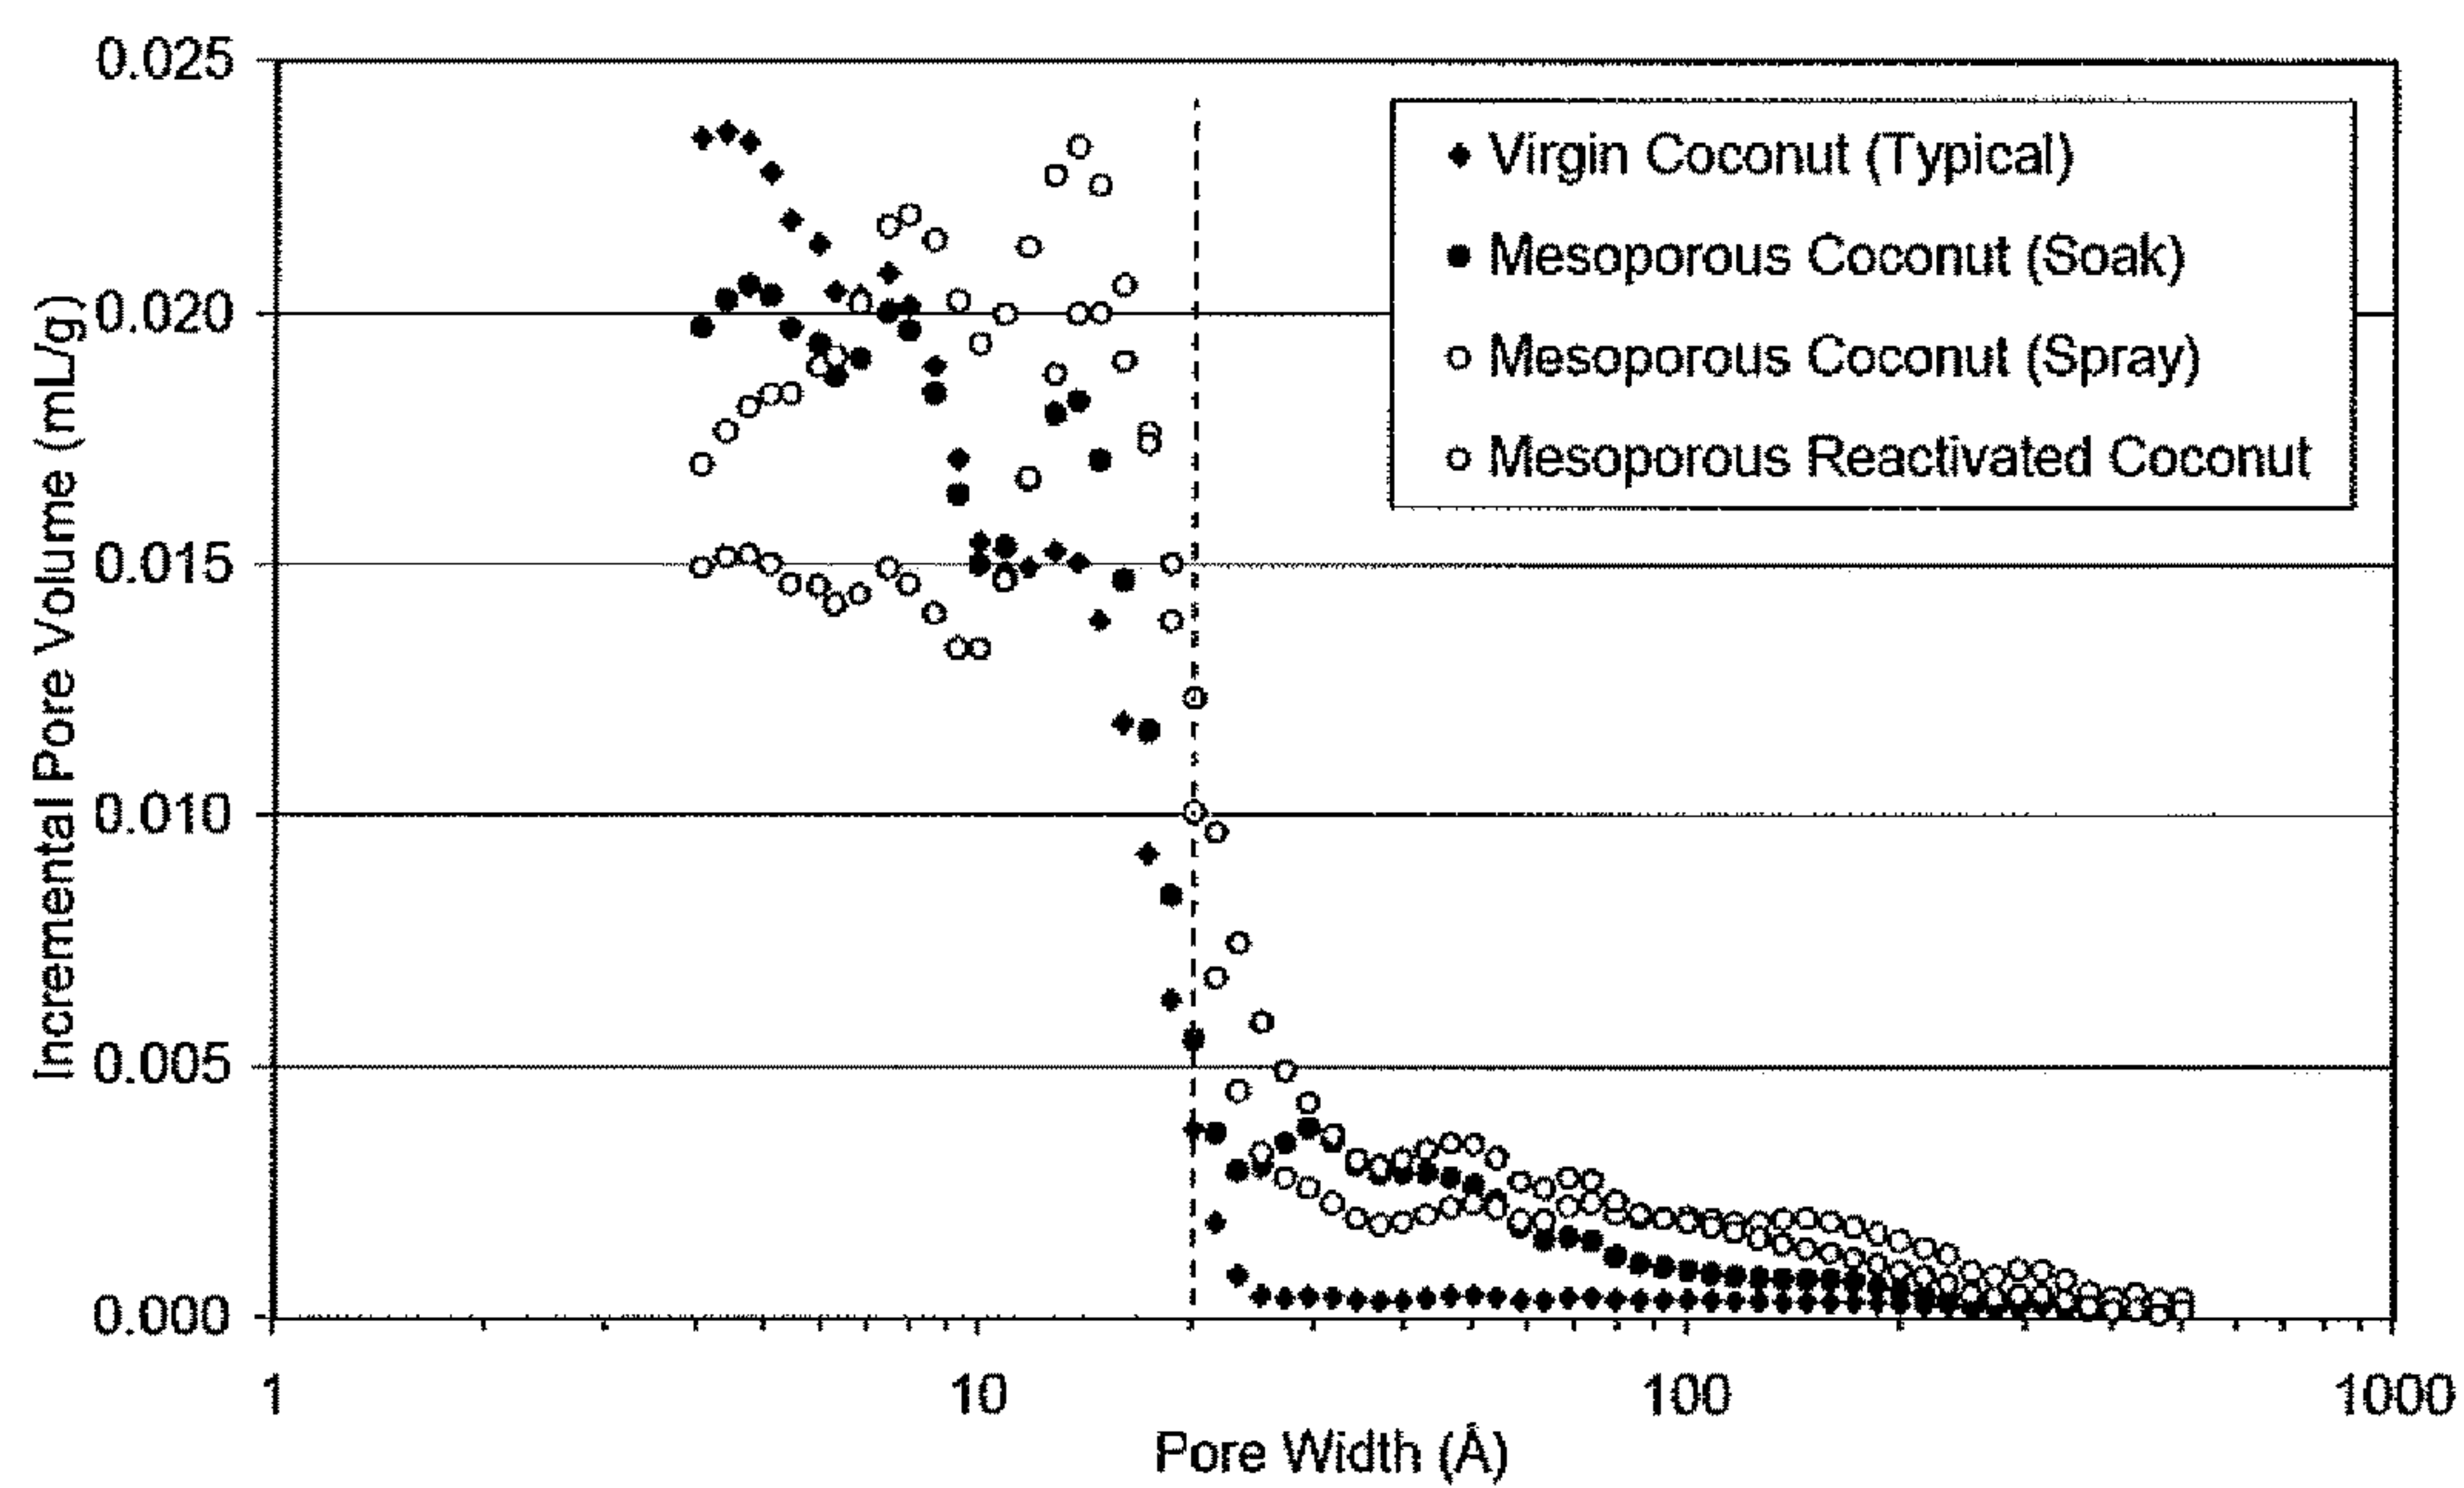 0.025
0.020
0.015
0.010
0.005
0.000
Incremental Pore Volume (mL/g)
Virgin Coconut (Typical)
Mesoporous Coconut (Soak)
Mesoporous Coconut (Spray)
Mesoporous Reactivated Coconut
1 10 100 1000
Pore Width (Å)